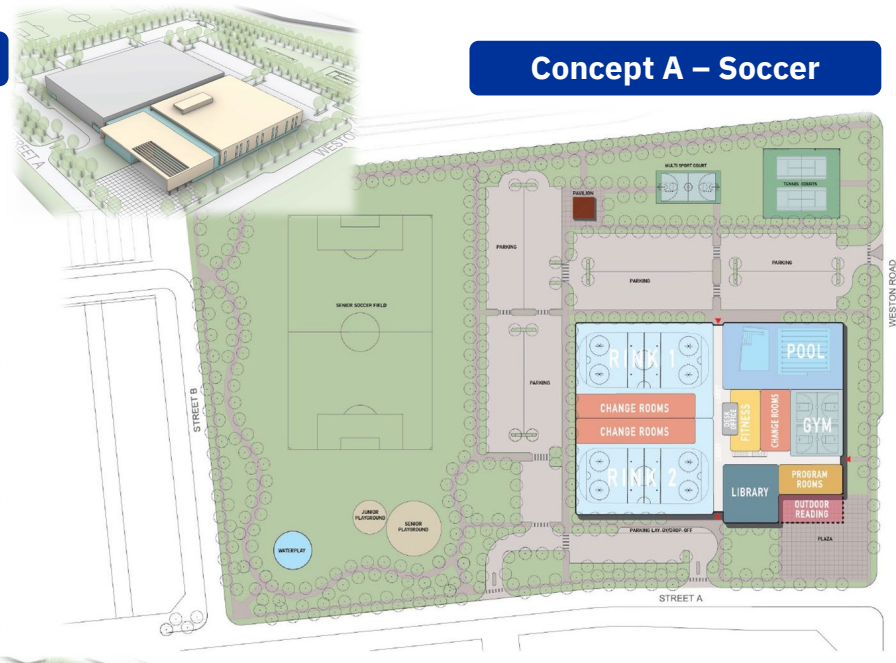 Concept A – Soccer
STREET A
WESTON
MULTI SPORT COURT
TENNIS COURTS
PAVILION
PARKING
PARKING
PARKING
WESTON ROAD
SENIOR SOCCER FIELD
RINK 1
POOL
PARKING
CHANGE ROOMS
CHANGE ROOMS
DESK
OFFICE
FITNESS
CHANGE ROOMS
GYM
STREET B
RINK 2
LIBRARY
PROGRAM
ROOMS
OUTDOOR
READING
JUNIOR
PLAYGROUND
SENIOR
PLAYGROUND
WATERPLAY
PARKING LAY-BY/DROP-OFF
PLAZA
STREET A